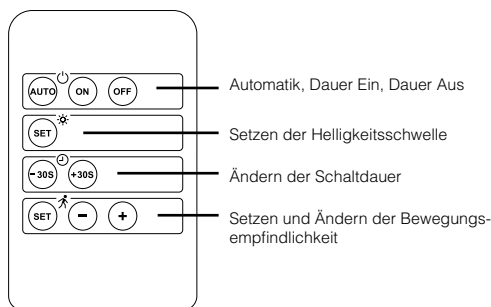 AUTO ON OFF
Automatik, Dauer Ein, Dauer Aus
SET
Setzen der Helligkeitsschwelle
-30S +30S
Ändern der Schaltdauer
SET - +
Setzen und Ändern der Bewegungs-
empfindlichkeit